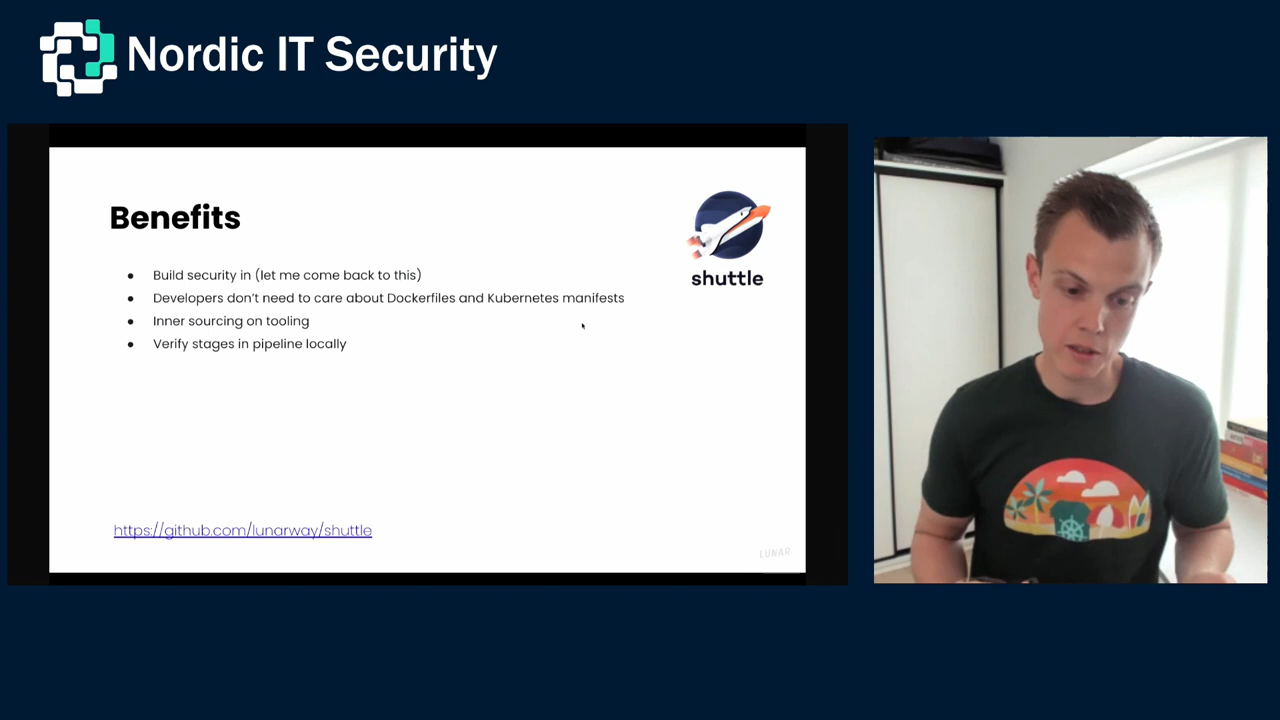 Nordic IT Security
Benefits
shuttle
● Build security in (let me come back to this)
● Developers don't need to care about Dockerfiles and Kubernetes manifests
● Inner sourcing on tooling
● Verify stages in pipeline locally
https://github.com/lunarway/shuttle
LUNAR